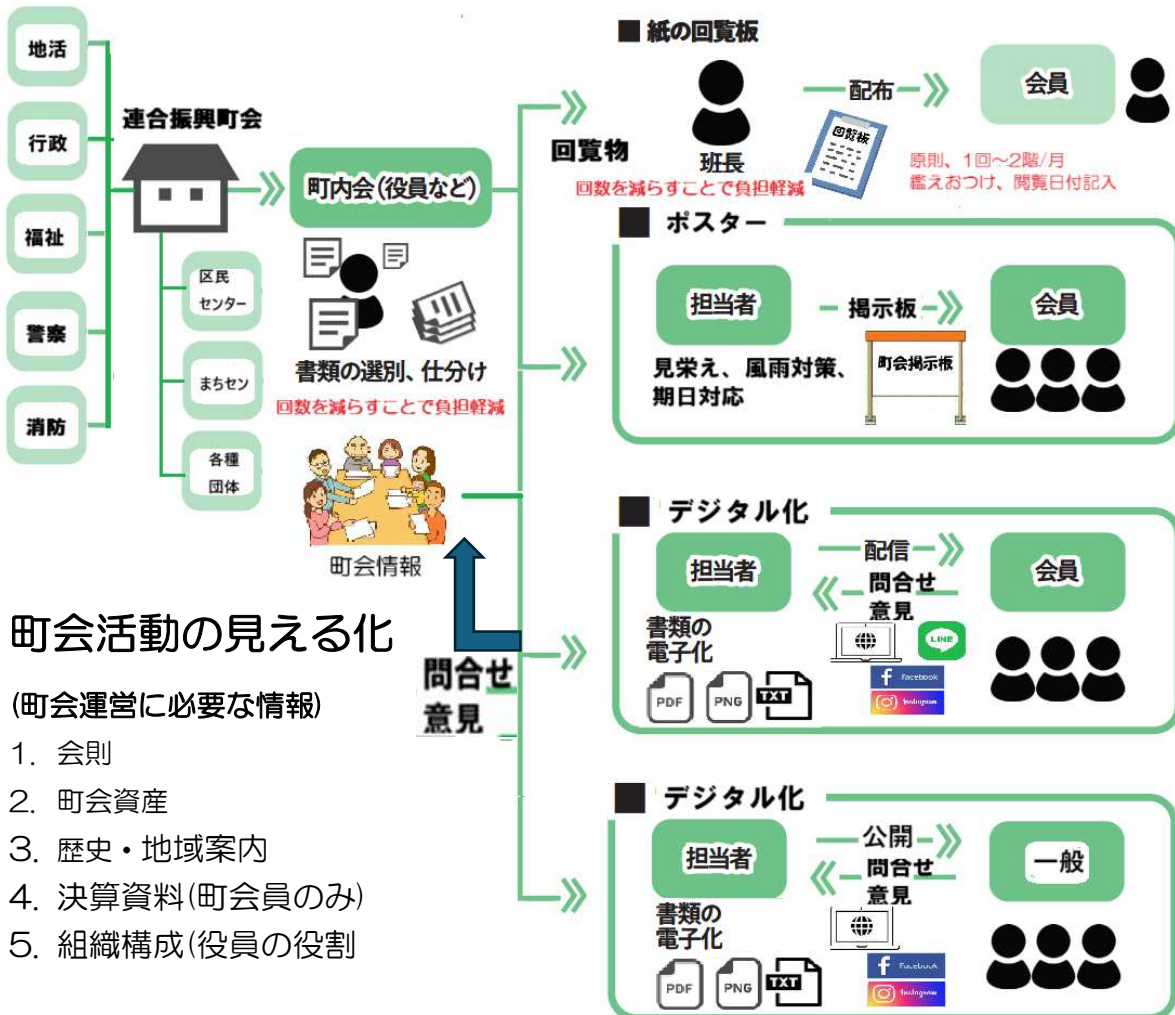 地活
行政
福祉
警察
消防
連合振興町会
区民
センター
まちセン
各種
団体
町内会(役員など)
書類の選別、仕分け
回数を減らすことで負担軽減
町会情報
町会活動の見える化
(町会運営に必要な情報)
1. 会則
2. 町会資産
3. 歴史・地域案内
4. 決算資料(町会員のみ)
5. 組織構成(役員の役割
問合せ
意見
回覧物
■ 紙の回覧板
班長
回数を減らすことで負担軽減
配布
回覧板
会員
原則、1回～2階/月
鑑えおつけ、閲覧日付記入
■ ポスター
担当者
掲示板
会員
見栄え、風雨対策、
期日対応
町会掲示板
■ デジタル化
担当者
配信
問合せ
意見
会員
書類の
電子化
PDF
PNG
TXT
LINE
facebook
Instagram
■ デジタル化
担当者
公開
問合せ
意見
一般
書類の
電子化
PDF
PNG
TXT
Facebook
Instagram